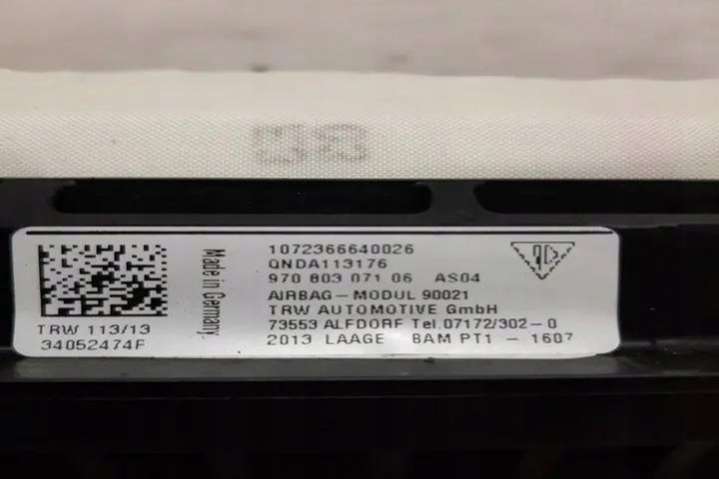 1072366640026
QNDA113176
970 803 071 06 AS04
AIRBAG-MODUL 90021
TRW AUTOMOTIVE GmbH
73553 ALFDORF Tel.07172/302-0
2013 LAAGE BAM PT1 - 1607
Made in Germany.
TRW 113/13
34052474F